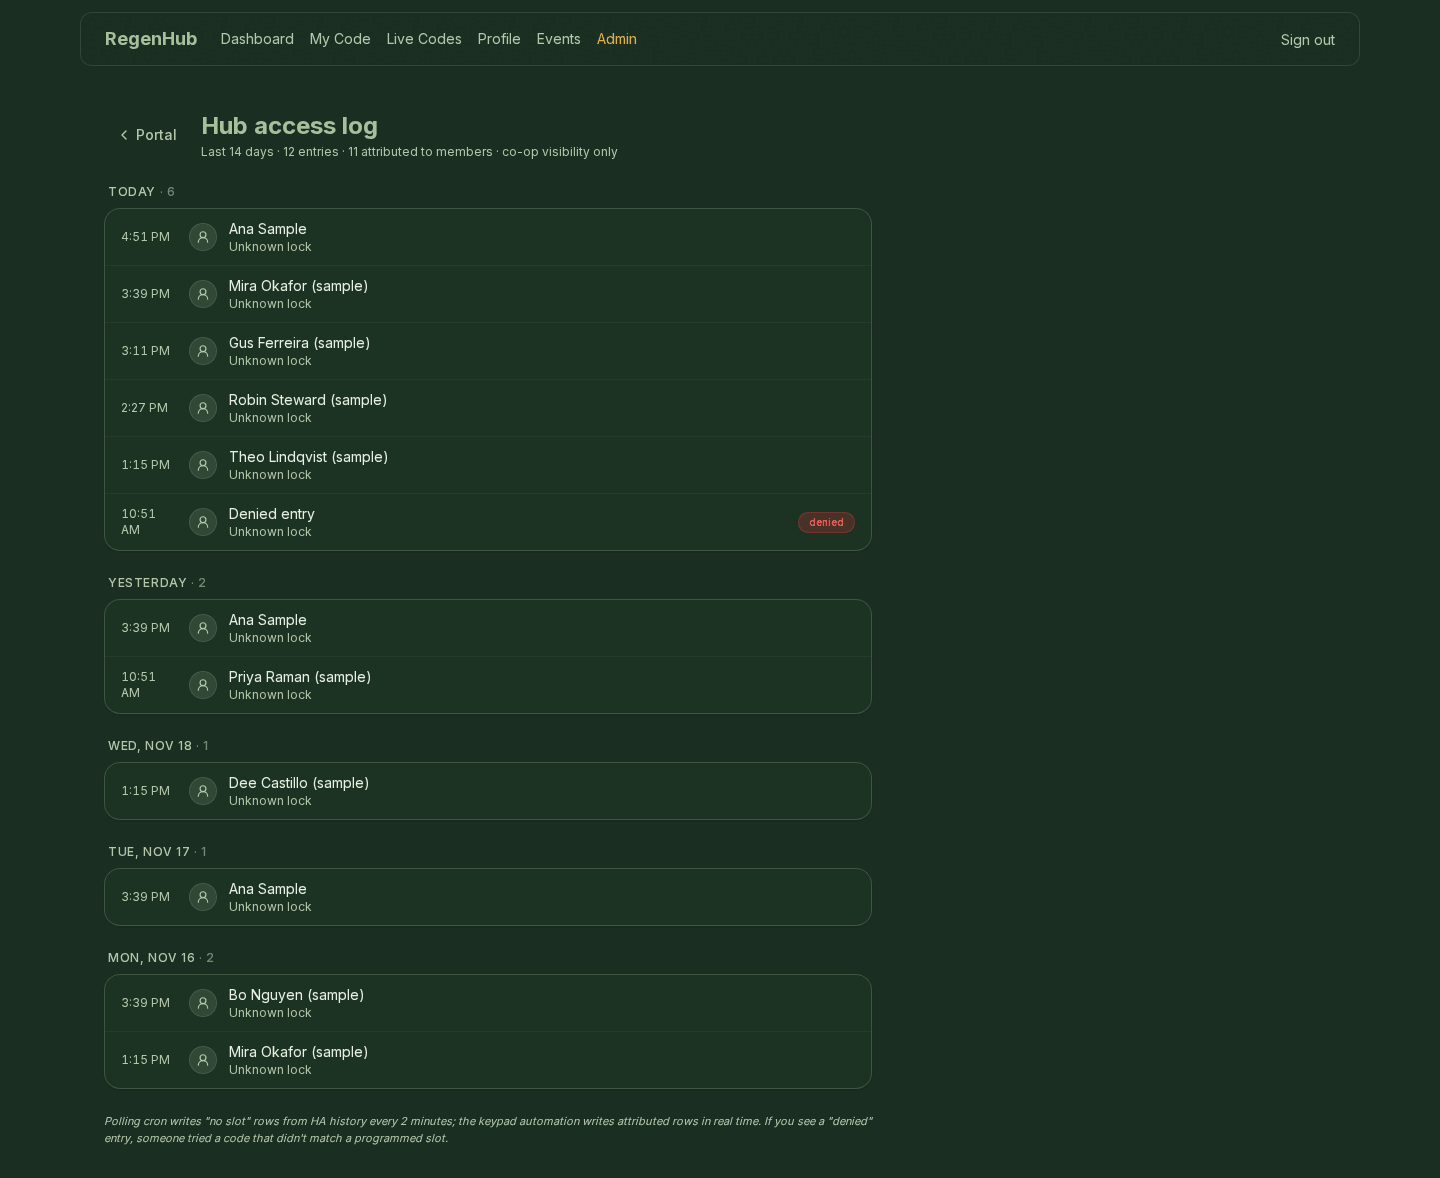 RegenHub Dashboard My Code Live Codes Profile Events Admin Sign out
Portal
Hub access log
Last 14 days · 12 entries · 11 attributed to members · co-op visibility only
TODAY · 6
4:51 PM
Ana Sample
Unknown lock
3:39 PM
Mira Okafor (sample)
Unknown lock
3:11 PM
Gus Ferreira (sample)
Unknown lock
2:27 PM
Robin Steward (sample)
Unknown lock
1:15 PM
Theo Lindqvist (sample)
Unknown lock
10:51
AM
Denied entry
Unknown lock
denied
YESTERDAY · 2
3:39 PM
Ana Sample
Unknown lock
10:51
AM
Priya Raman (sample)
Unknown lock
WED, NOV 18 · 1
1:15 PM
Dee Castillo (sample)
Unknown lock
TUE, NOV 17 · 1
3:39 PM
Ana Sample
Unknown lock
MON, NOV 16 · 2
3:39 PM
Bo Nguyen (sample)
Unknown lock
1:15 PM
Mira Okafor (sample)
Unknown lock
Polling cron writes "no slot" rows from HA history every 2 minutes; the keypad automation writes attributed rows in real time. If you see a "denied"
entry, someone tried a code that didn't match a programmed slot.